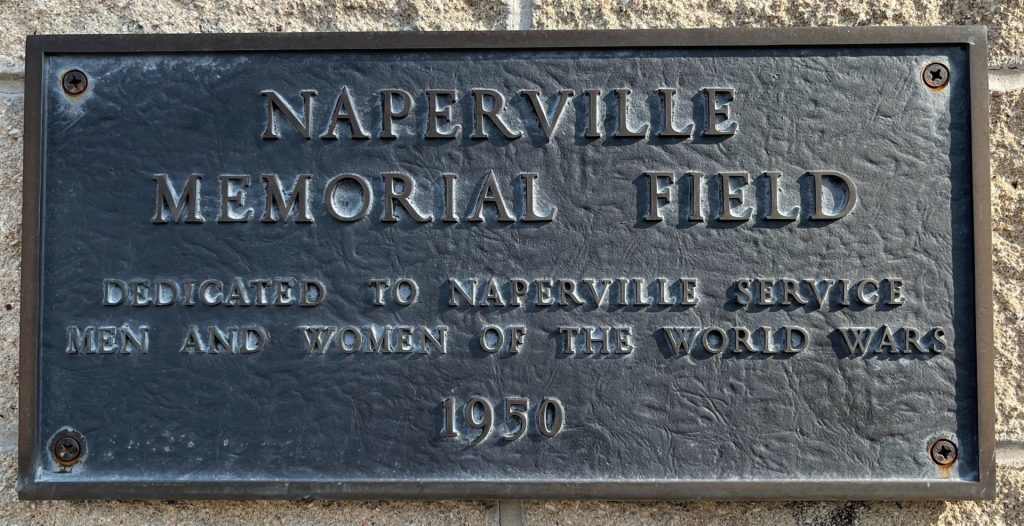 NAPERVILLE
MEMORIAL FIELD
DEDICATED TO NAPERVILLE SERVICE
MEN AND WOMEN OF THE WORLD WARS
1950